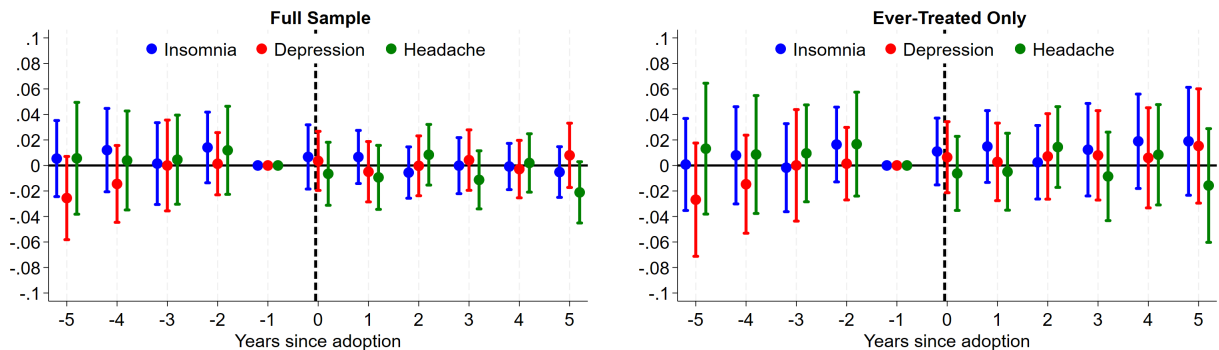 Full Sample
.1
.08
.06
.04
.02
0
-.02
-.04
-.06
-.08
-.1
Insomnia Depression Headache
-5 -4 -3 -2 -1 0 1 2 3 4 5
Years since adoption
Ever-Treated Only
.1
.08
.06
.04
.02
0
-.02
-.04
-.06
-.08
-.1
Insomnia Depression Headache
-5 -4 -3 -2 -1 0 1 2 3 4 5
Years since adoption